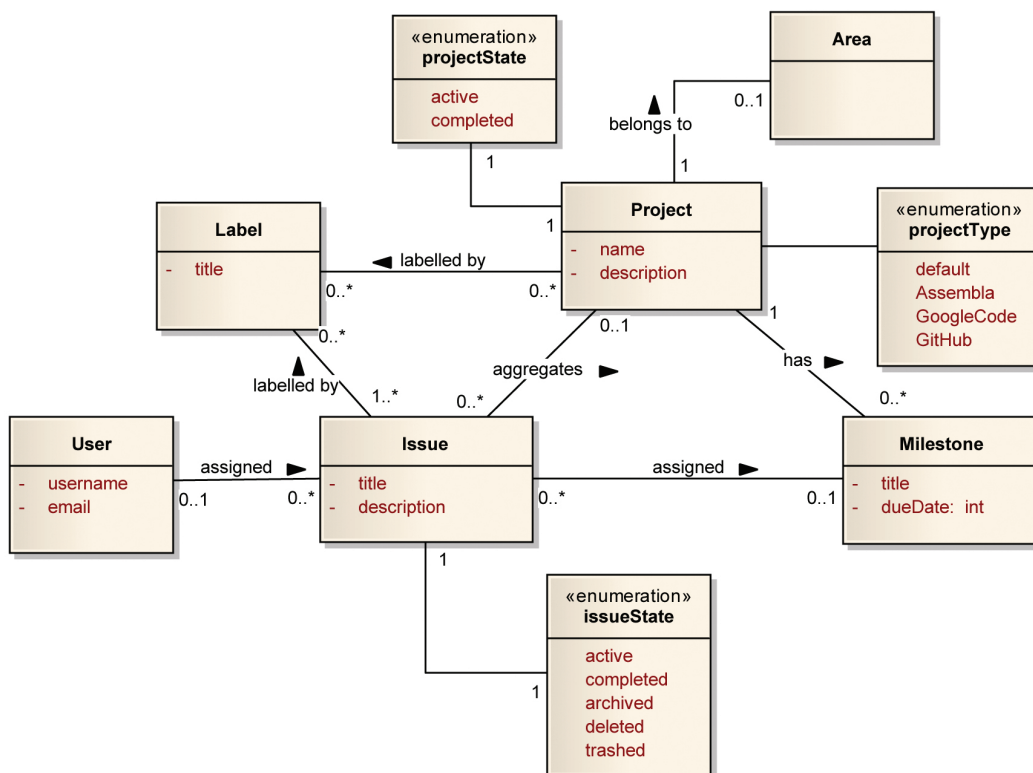 «enumeration»
projectState
active
completed
Area
0..1
belongs to
1
1
1
Project
- name
- description
«enumeration»
projectType
default
Assembla
GoogleCode
GitHub
Label
- title
labelled by
0..*
0..*
0..*
labelled by
1..*
0..1
aggregates
0..*
1
has
0..*
User
- username
- email
assigned
0..1
0..*
Issue
- title
- description
assigned
0..*
0..1
Milestone
- title
- dueDate: int
1
1
«enumeration»
issueState
active
completed
archived
deleted
trashed